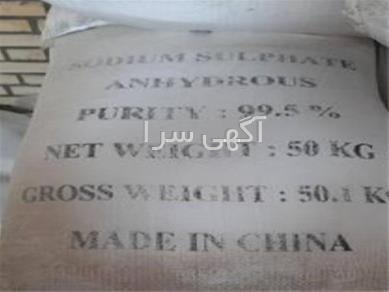 SODIUM SULPHATE
ANHYDROUS
PURITY : 99.5 %
آگهی سرا
NET WEIGHT : 50 KG
GROSS WEIGHT : 50.1 K
MADE IN CHINA